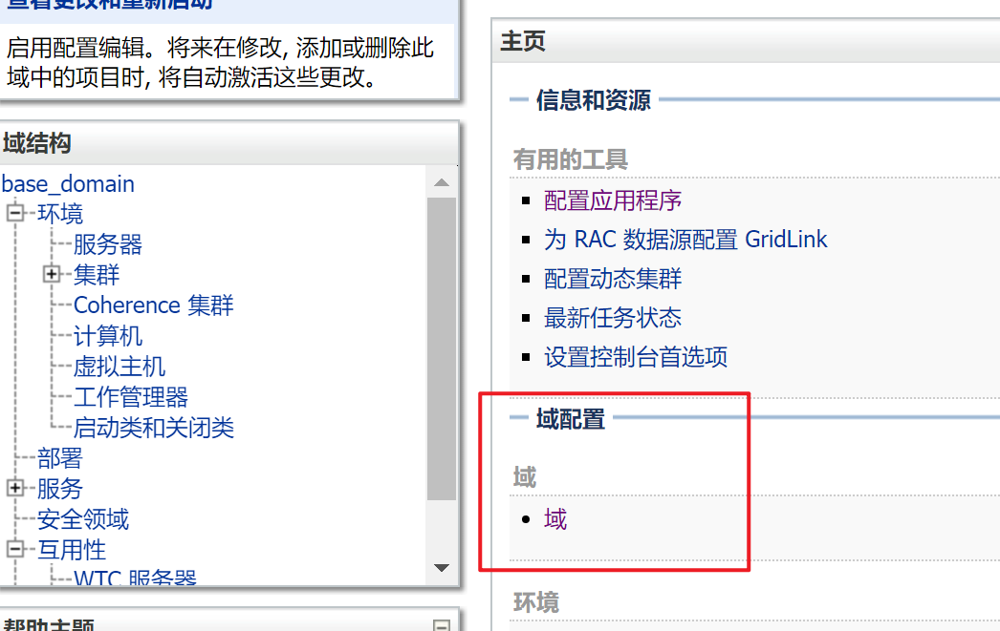 查看更改和重新启动
启用配置编辑。将来在修改, 添加或删除此
域中的项目时, 将自动激活这些更改。
域结构
base_domain
环境
服务器
集群
Coherence 集群
计算机
虚拟主机
工作管理器
启动类和关闭类
部署
服务
安全领域
互用性
WTC 服务器
帮助主题
主页
信息和资源
有用的工具
配置应用程序
为 RAC 数据源配置 GridLink
配置动态集群
最新任务状态
设置控制台首选项
域配置
域
域
环境